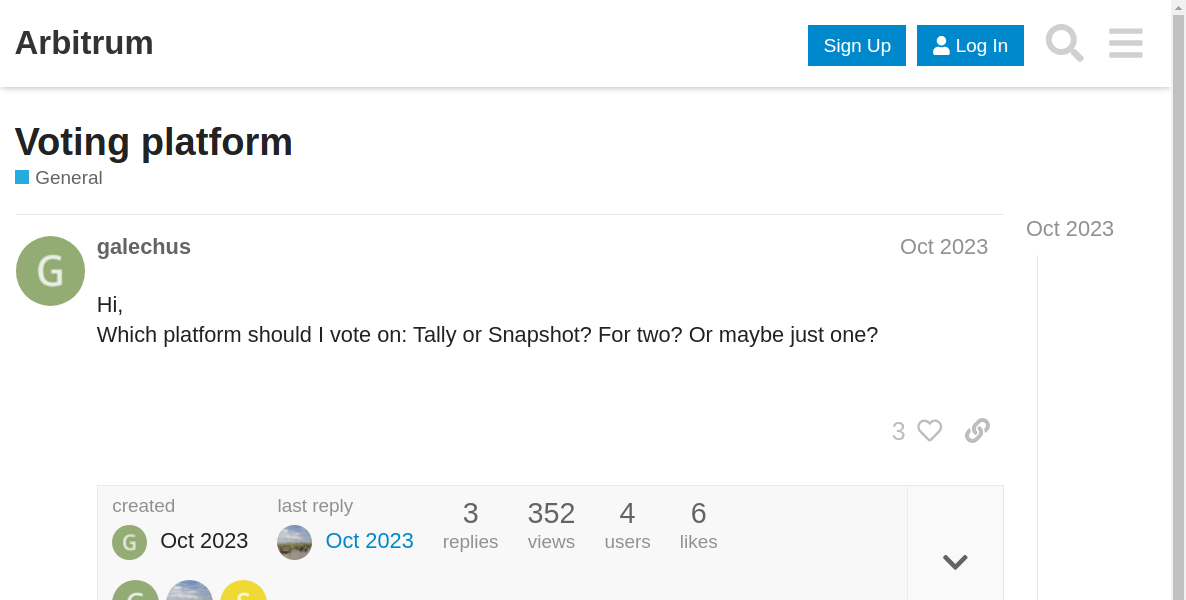 Arbitrum
Sign Up
Log In
Voting platform
General
Oct 2023
G
galechus
Oct 2023
Hi,
Which platform should I vote on: Tally or Snapshot? For two? Or maybe just one?
3
created
G
Oct 2023
last reply
Oct 2023
3
replies
352
views
4
users
6
likes
G
S